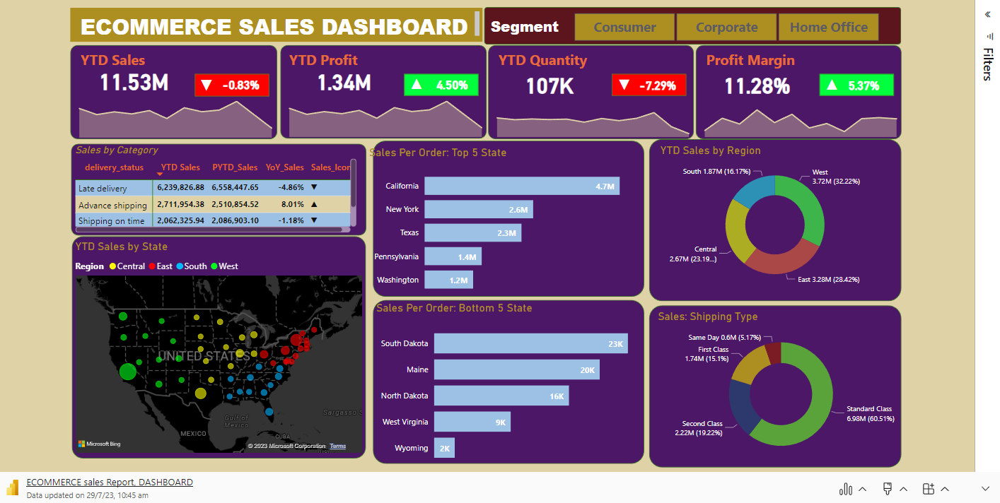 ECOMMERCE SALES DASHBOARD
Segment
Consumer
Corporate
Home Office
Filters
YTD Sales
11.53M
▼ -0.83%
YTD Profit
1.34M
▲ 4.50%
YTD Quantity
107K
▼ -7.29%
Profit Margin
11.28%
▲ 5.37%
Sales by Category
delivery_status YTD Sales PYTD_Sales YoY_Sales Sales_Icon
Late delivery 6,239,826.88 6,558,447.65 -4.86% ▼
Advance shipping 2,711,954.38 2,510,854.52 8.01% ▲
Shipping on time 2,062,325.94 2,086,903.10 -1.18% ▼
YTD Sales by State
Region Central East South West
UNITED STATES
Gulf of
Mexico
MEXICO
CUBA
Sargasso S
Microsoft Bing
© 2023 Microsoft Corporation Terms
Sales Per Order: Top 5 State
California 4.7M
New York 2.6M
Texas 2.3M
Pennsylvania 1.4M
Washington 1.2M
Sales Per Order: Bottom 5 State
South Dakota 23K
Maine 20K
North Dakota 16K
West Virginia 9K
Wyoming 2K
YTD Sales by Region
South 1.87M (16.17%)
West
3.72M (32.22%)
Central
2.67M (23.19...)
East 3.28M (28.42%)
Sales: Shipping Type
Same Day 0.6M (5.17%)
First Class
1.74M (15.1%)
Second Class
2.22M (19.22%)
Standard Class
6.98M (60.51%)
ECOMMERCE sales Report, DASHBOARD
Data updated on 29/7/23, 10:45 am